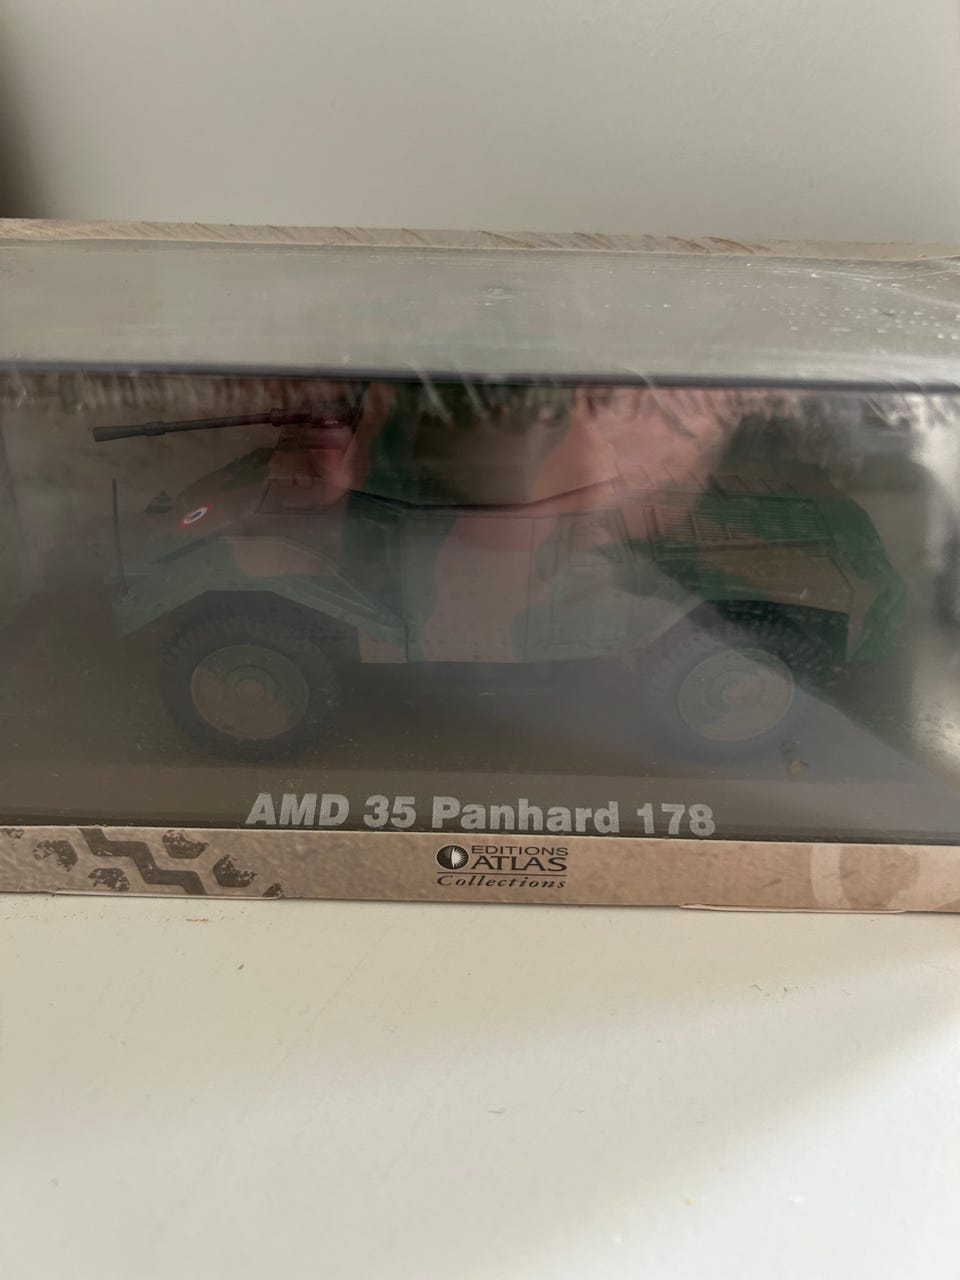 AMD 35 Panhard 178
EDITIONS
ATLAS
Collections